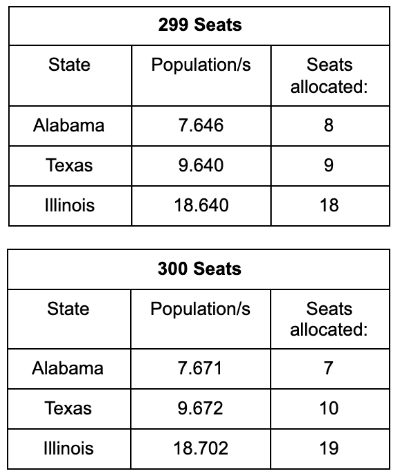 299 Seats
State Population/s Seats
allocated:
Alabama 7.646 8
Texas 9.640 9
Illinois 18.640 18
300 Seats
State Population/s Seats
allocated:
Alabama 7.671 7
Texas 9.672 10
Illinois 18.702 19